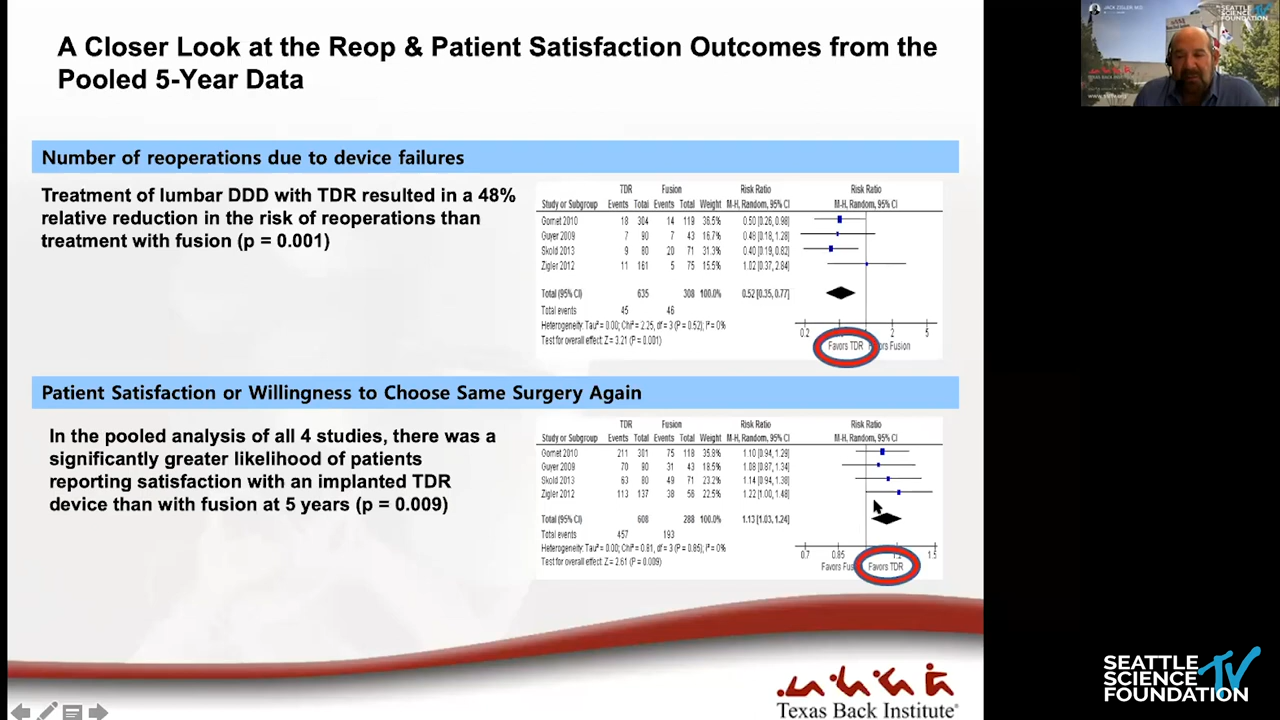 A Closer Look at the Reop & Patient Satisfaction Outcomes from the
Pooled 5-Year Data
Number of reoperations due to device failures
Treatment of lumbar DDD with TDR resulted in a 48%
relative reduction in the risk of reoperations than
treatment with fusion (p = 0.001)
TDR Fusion Risk Ratio Risk Ratio
Study or Subgroup Events Total Events Total Weight M-H, Random, 95% CI M-H, Random, 95% CI
Gornet 2010 18 304 14 119 36.5% 0.50 [0.26, 0.98]
Guyer 2009 7 90 7 43 16.7% 0.48 [0.18, 1.28]
Skold 2013 9 80 20 71 31.3% 0.40 [0.19, 0.82]
Zigler 2012 11 161 5 75 15.5% 1.02 [0.37, 2.84]
Total (95% CI) 635 308 100.0% 0.52 [0.35, 0.77]
Total events 45 46
Heterogeneity: Tau² = 0.00; Chi² = 2.25, df = 3 (P = 0.52); I² = 0%
Test for overall effect: Z = 3.21 (P = 0.001)
0.2 2 5
Favors TDR Fusion
Patient Satisfaction or Willingness to Choose Same Surgery Again
In the pooled analysis of all 4 studies, there was a
significantly greater likelihood of patients
reporting satisfaction with an implanted TDR
device than with fusion at 5 years (p = 0.009)
TDR Fusion Risk Ratio Risk Ratio
Study or Subgroup Events Total Events Total Weight M-H, Random, 95% CI M-H, Random, 95% CI
Gornet 2010 211 301 75 118 35.8% 1.10 [0.94, 1.29]
Guyer 2009 70 90 31 43 18.5% 1.08 [0.87, 1.34]
Skold 2013 63 80 49 71 23.2% 1.14 [0.94, 1.38]
Zigler 2012 113 137 38 56 22.5% 1.22 [1.00, 1.48]
Total (95% CI) 608 288 100.0% 1.13 [1.03, 1.24]
Total events 457 193
Heterogeneity: Tau² = 0.00; Chi² = 0.81, df = 3 (P = 0.85); I² = 0%
Test for overall effect: Z = 2.61 (P = 0.009)
0.7 0.85 1.5
Favors Favors TDR
Texas Back Institute
JACK ZIGLER, M.D.
SEATTLE
SCIENCE
FOUNDATION
TV
SEATTLE
SCIENCE
FOUNDATION
TV